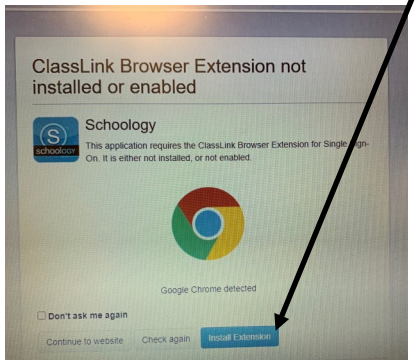 ClassLink Browser Extension not
installed or enabled
Schoology
S
schoology
This application requires the ClassLink Browser Extension for Single Sign-
On. It is either not installed, or not enabled.
Google Chrome detected
Don't ask me again
Continue to website Check again Install Extension